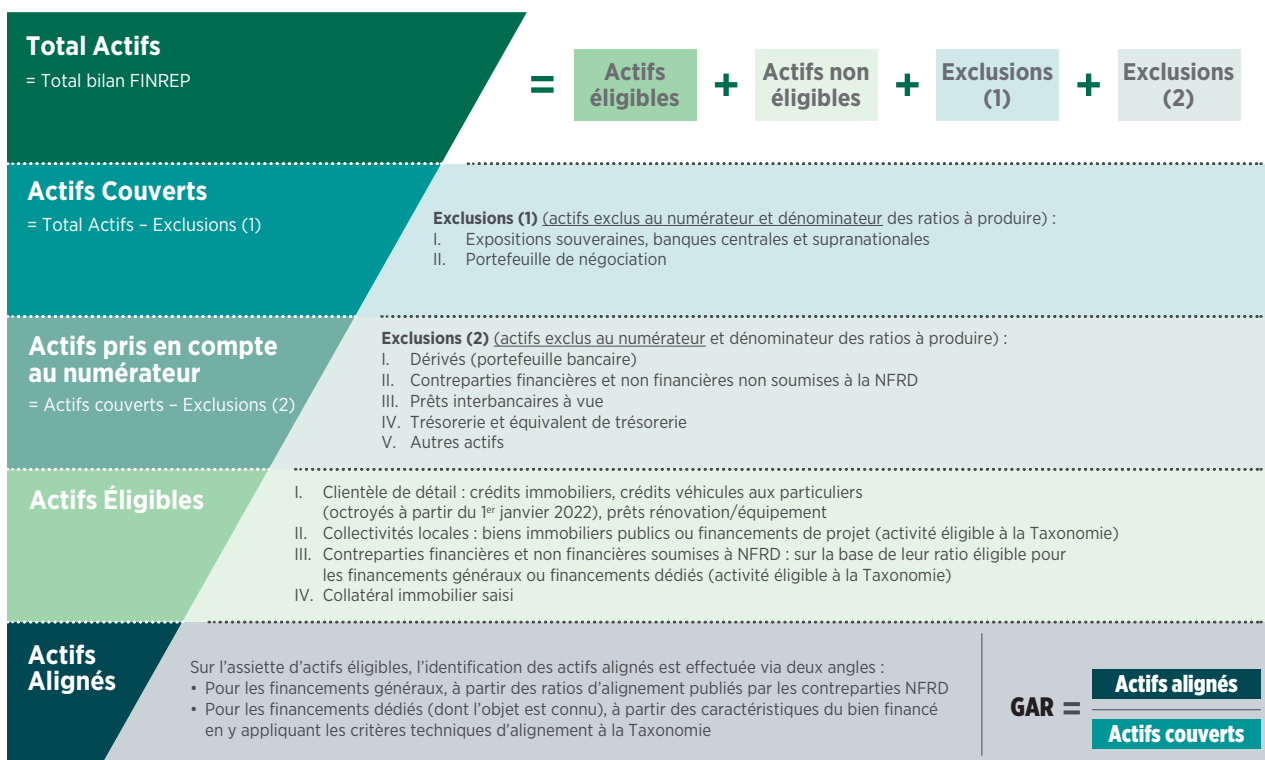 Total Actifs
= Total bilan FINREP
= Actifs éligibles + Actifs non éligibles + Exclusions (1) + Exclusions (2)
Actifs Couverts
= Total Actifs – Exclusions (1)
Exclusions (1) (actifs exclus au numérateur et dénominateur des ratios à produire) :
I. Expositions souveraines, banques centrales et supranationales
II. Portefeuille de négociation
Actifs pris en compte
au numérateur
= Actifs couverts – Exclusions (2)
Exclusions (2) (actifs exclus au numérateur et dénominateur des ratios à produire) :
I. Dérivés (portefeuille bancaire)
II. Contreparties financières et non financières non soumises à la NFRD
III. Prêts interbancaires à vue
IV. Trésorerie et équivalent de trésorerie
V. Autres actifs
Actifs Éligibles
I. Clientèle de détail : crédits immobiliers, crédits véhicules aux particuliers
(octroyés à partir du 1er janvier 2022), prêts rénovation/équipement
II. Collectivités locales : biens immobiliers publics ou financements de projet (activité éligible à la Taxonomie)
III. Contreparties financières et non financières soumises à NFRD : sur la base de leur ratio éligible pour
les financements généraux ou financements dédiés (activité éligible à la Taxonomie)
IV. Collatéral immobilier saisi
Actifs
Alignés
Sur l'assiette d'actifs éligibles, l'identification des actifs alignés est effectuée via deux angles :
• Pour les financements généraux, à partir des ratios d'alignement publiés par les contreparties NFRD
• Pour les financements dédiés (dont l'objet est connu), à partir des caractéristiques du bien financé
en y appliquant les critères techniques d'alignement à la Taxonomie
GAR =
Actifs alignés
Actifs couverts